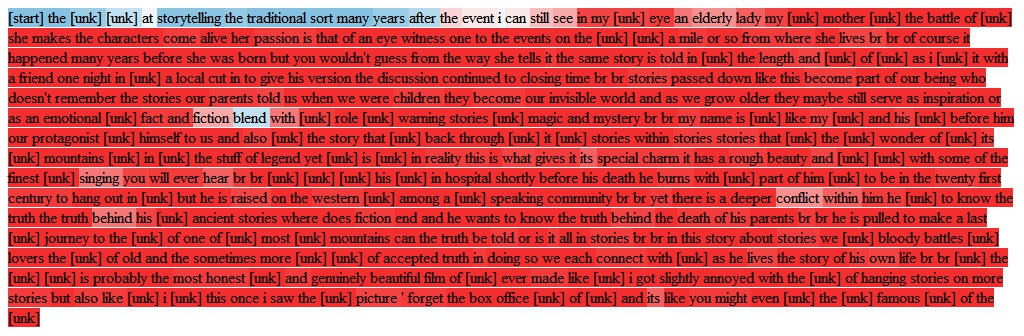 [start] the [unk] [unk] at storytelling the traditional sort many years after the event i can still see in my [unk] eye an elderly lady my [unk] mother [unk] the battle of [unk]
she makes the characters come alive her passion is that of an eye witness one to the events on the [unk] [unk] a mile or so from where she lives br br of course it
happened many years before she was born but you wouldn't guess from the way she tells it the same story is told in [unk] the length and [unk] of [unk] as i [unk] it with
a friend one night in [unk] a local cut in to give his version the discussion continued to closing time br br stories passed down like this become part of our being who
doesn't remember the stories our parents told us when we were children they become our invisible world and as we grow older they maybe still serve as inspiration or
as an emotional [unk] fact and fiction blend with [unk] role [unk] warning stories [unk] magic and mystery br br my name is [unk] like my [unk] and his [unk] before him
our protagonist [unk] himself to us and also [unk] the story that [unk] back through [unk] it [unk] stories within stories stories that [unk] the [unk] wonder of [unk] its
[unk] mountains [unk] in [unk] the stuff of legend yet [unk] is [unk] in reality this is what gives it its special charm it has a rough beauty and [unk] [unk] with some of the
finest [unk] singing you will ever hear br br [unk] [unk] [unk] his [unk] in hospital shortly before his death he burns with [unk] part of him [unk] to be in the twenty first
century to hang out in [unk] but he is raised on the western [unk] among a [unk] speaking community br br yet there is a deeper conflict within him he [unk] to know the
truth the truth behind his [unk] ancient stories where does fiction end and he wants to know the truth behind the death of his parents br br he is pulled to make a last
[unk] journey to the [unk] of one of [unk] most [unk] mountains can the truth be told or is it all in stories br br in this story about stories we [unk] bloody battles [unk]
lovers the [unk] of old and the sometimes more [unk] [unk] of accepted truth in doing so we each connect with [unk] as he lives the story of his own life br br [unk] the
[unk] [unk] is probably the most honest [unk] and genuinely beautiful film of [unk] ever made like [unk] i got slightly annoyed with the [unk] of hanging stories on more
stories but also like [unk] i [unk] this once i saw the [unk] picture ' forget the box office [unk] of [unk] and its like you might even [unk] the [unk] famous [unk] of the
[unk]